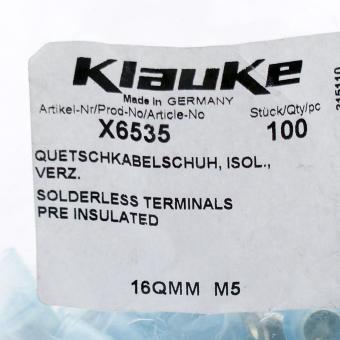 Klauke
Made in GERMANY
Artikel-Nr/Prod-No/Article-No Stück/Qty/pc
X6535 100
QUETSCHKABELSCHUH, ISOL.,
VERZ.
SOLDERLESS TERMINALS
PRE INSULATED
16QMM M5